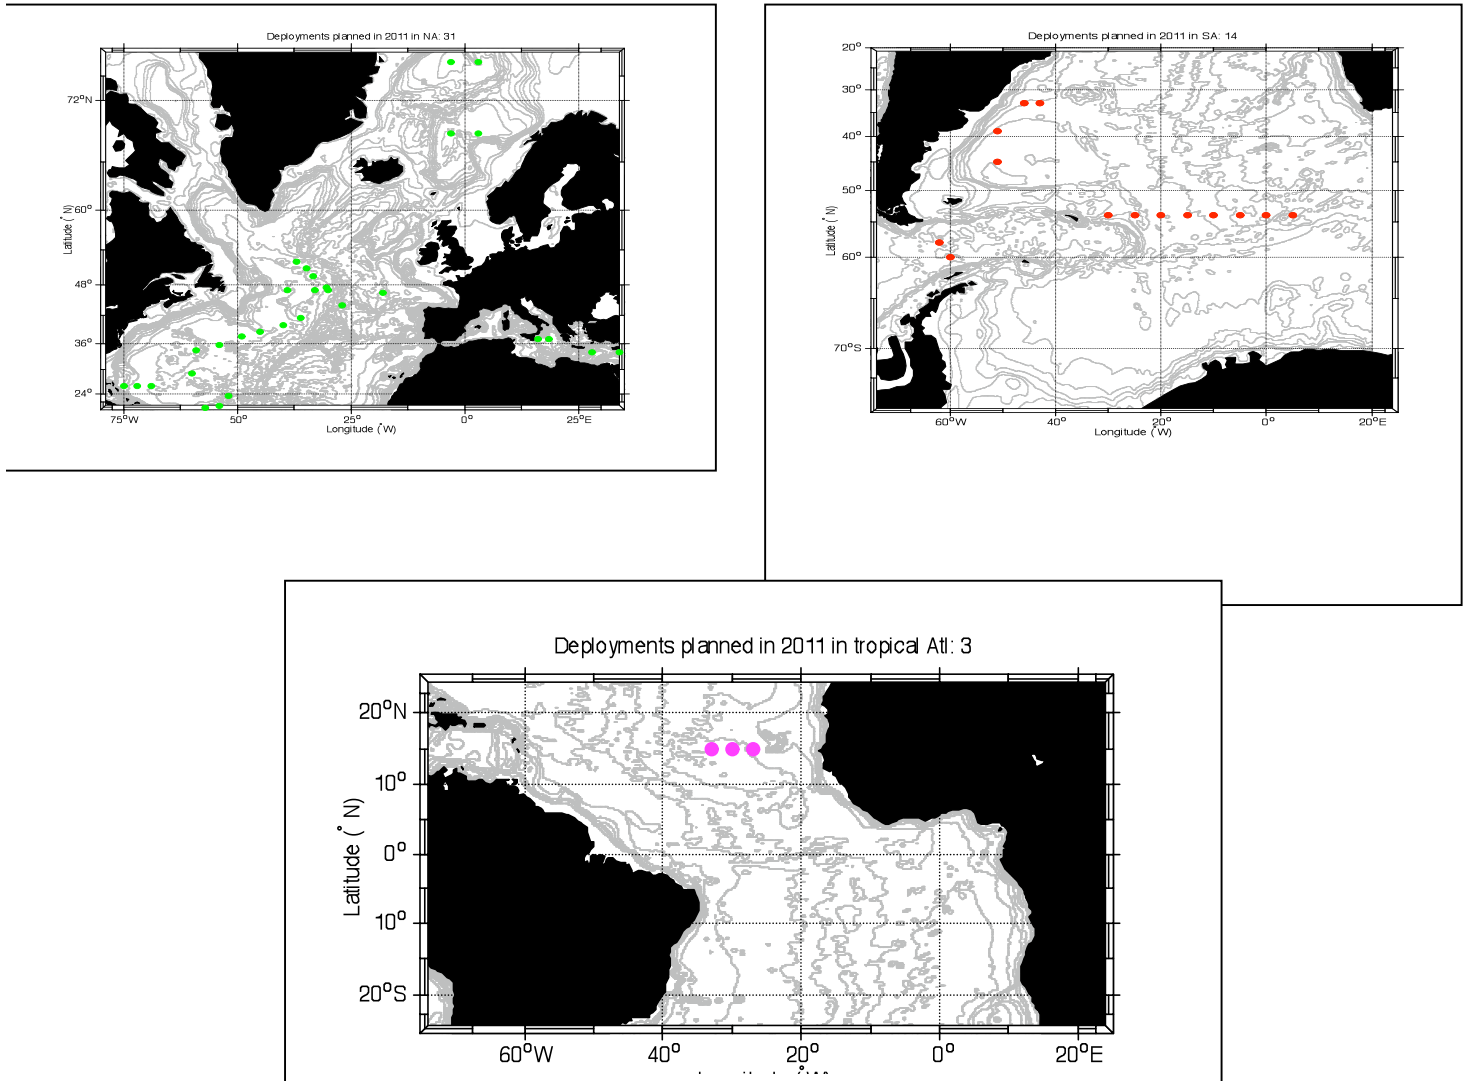 Deployments planned in 2011 in NA: 31
72°N
60°
48°
36°
24°
Latitude (° N)
75°W
50°
25°
0°
25°E
Longitude (°W)
Deployments planned in 2011 in SA: 14
20°
30°
40°
50°
60°
70°S
Latitude (° N)
60°W
40°
20°
0°
20°E
Longitude (°W)
Deployments planned in 2011 in tropical Atl: 3
20°N
10°
0°
10°
20°S
Latitude (° N)
60°W
40°
20°
0°
20°E